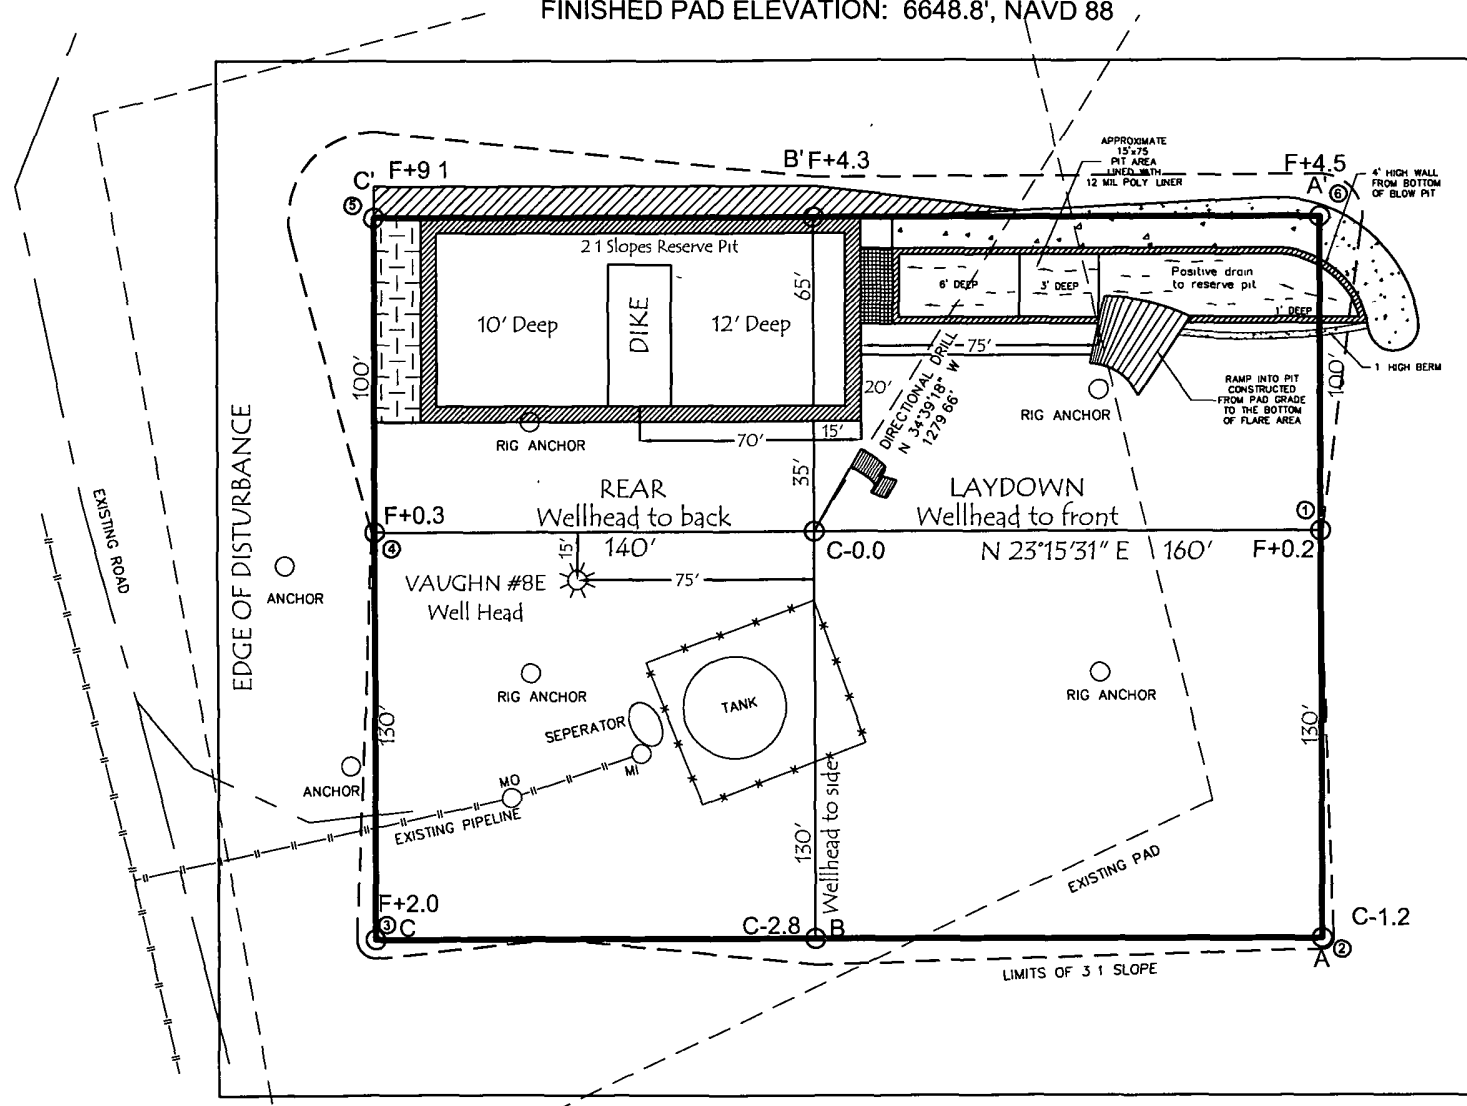 FINISHED PAD ELEVATION: 6648.8', NAVD 88
APPROXIMATE
15'x75
PIT AREA
LINED WITH
12 MIL POLY LINER
B' F+4.3
F+4.5
A'
6
4' HIGH WALL
FROM BOTTOM
OF BLOW PIT
F+9 1
C'
5
2 1 Slopes Reserve Pit
65'
Positive drain
to reserve pit
6' DEEP
3' DEEP
1' DEEP
10' Deep
DIKE
12' Deep
75'
1 HIGH BERM
100'
100'
20'
DIRECTIONAL DRILL
N 34°39'18" W
1279 66'
RAMP INTO PIT
CONSTRUCTED
FROM PAD GRADE
TO THE BOTTOM
OF FLARE AREA
RIG ANCHOR
RIG ANCHOR
70'
15'
35'
EDGE OF DISTURBANCE
EXISTING ROAD
REAR
Wellhead to back
LAYDOWN
Wellhead to front
1
F+0.3
4
140'
C-0.0
N 23°15'31" E
160'
F+0.2
15'
75'
VAUGHN #8E
Well Head
ANCHOR
RIG ANCHOR
RIG ANCHOR
TANK
SEPERATOR
130'
130'
MI
MO
ANCHOR
EXISTING PIPELINE
130'
Wellhead to side
EXISTING PAD
F+2.0
3
C
C-2.8
B
C-1.2
2
A
LIMITS OF 3 1 SLOPE